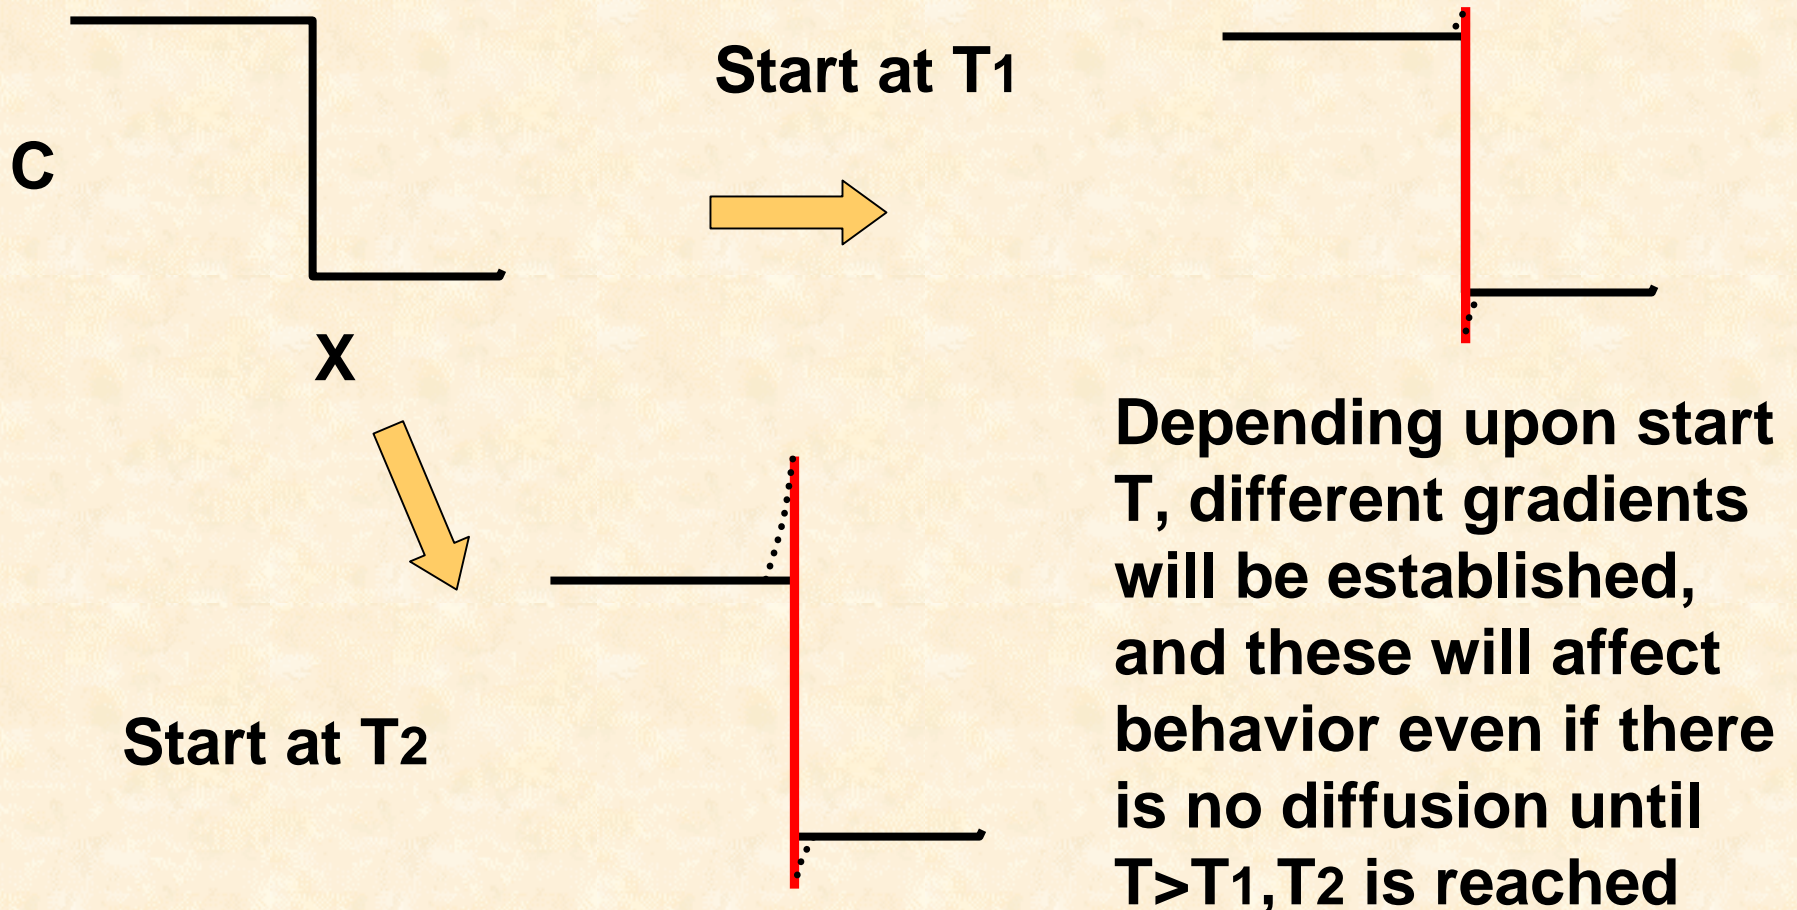 Start at T1
C
X
Depending upon start
T, different gradients
will be established,
and these will affect
behavior even if there
is no diffusion until
T>T1,T2 is reached
Start at T2